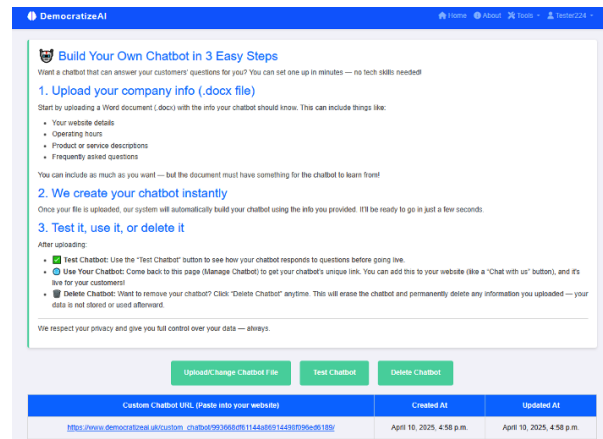 DemocratizeAI
Home About Tools Tester224
Build Your Own Chatbot in 3 Easy Steps
Want a chatbot that can answer your customers' questions for you? You can set one up in minutes — no tech skills needed!
1. Upload your company info (.docx file)
Start by uploading a Word document (.docx) with the info your chatbot should know. This can include things like:
Your website details
Operating hours
Product or service descriptions
Frequently asked questions
You can include as much as you want — but the document must have something for the chatbot to learn from!
2. We create your chatbot instantly
Once your file is uploaded, our system will automatically build your chatbot using the info you provided. It'll be ready to go in just a few seconds.
3. Test it, use it, or delete it
After uploading:
Test Chatbot: Use the "Test Chatbot" button to see how your chatbot responds to questions before going live.
Use Your Chatbot: Come back to this page (Manage Chatbot) to get your chatbot's unique link. You can add this to your website (like a "Chat with us" button), and it's
live for your customers!
Delete Chatbot: Want to remove your chatbot? Click "Delete Chatbot" anytime. This will erase the chatbot and permanently delete any information you uploaded — your
data is not stored or used afterward.
We respect your privacy and give you full control over your data — always.
Upload/Change Chatbot File Test Chatbot Delete Chatbot
Custom Chatbot URL (Paste into your website) Created At Updated At
https://www.democratizeai.uk/custom_chatbot/993668df61144a86914498f096ed6189/ April 10, 2025, 4:58 p.m. April 10, 2025, 4:58 p.m.